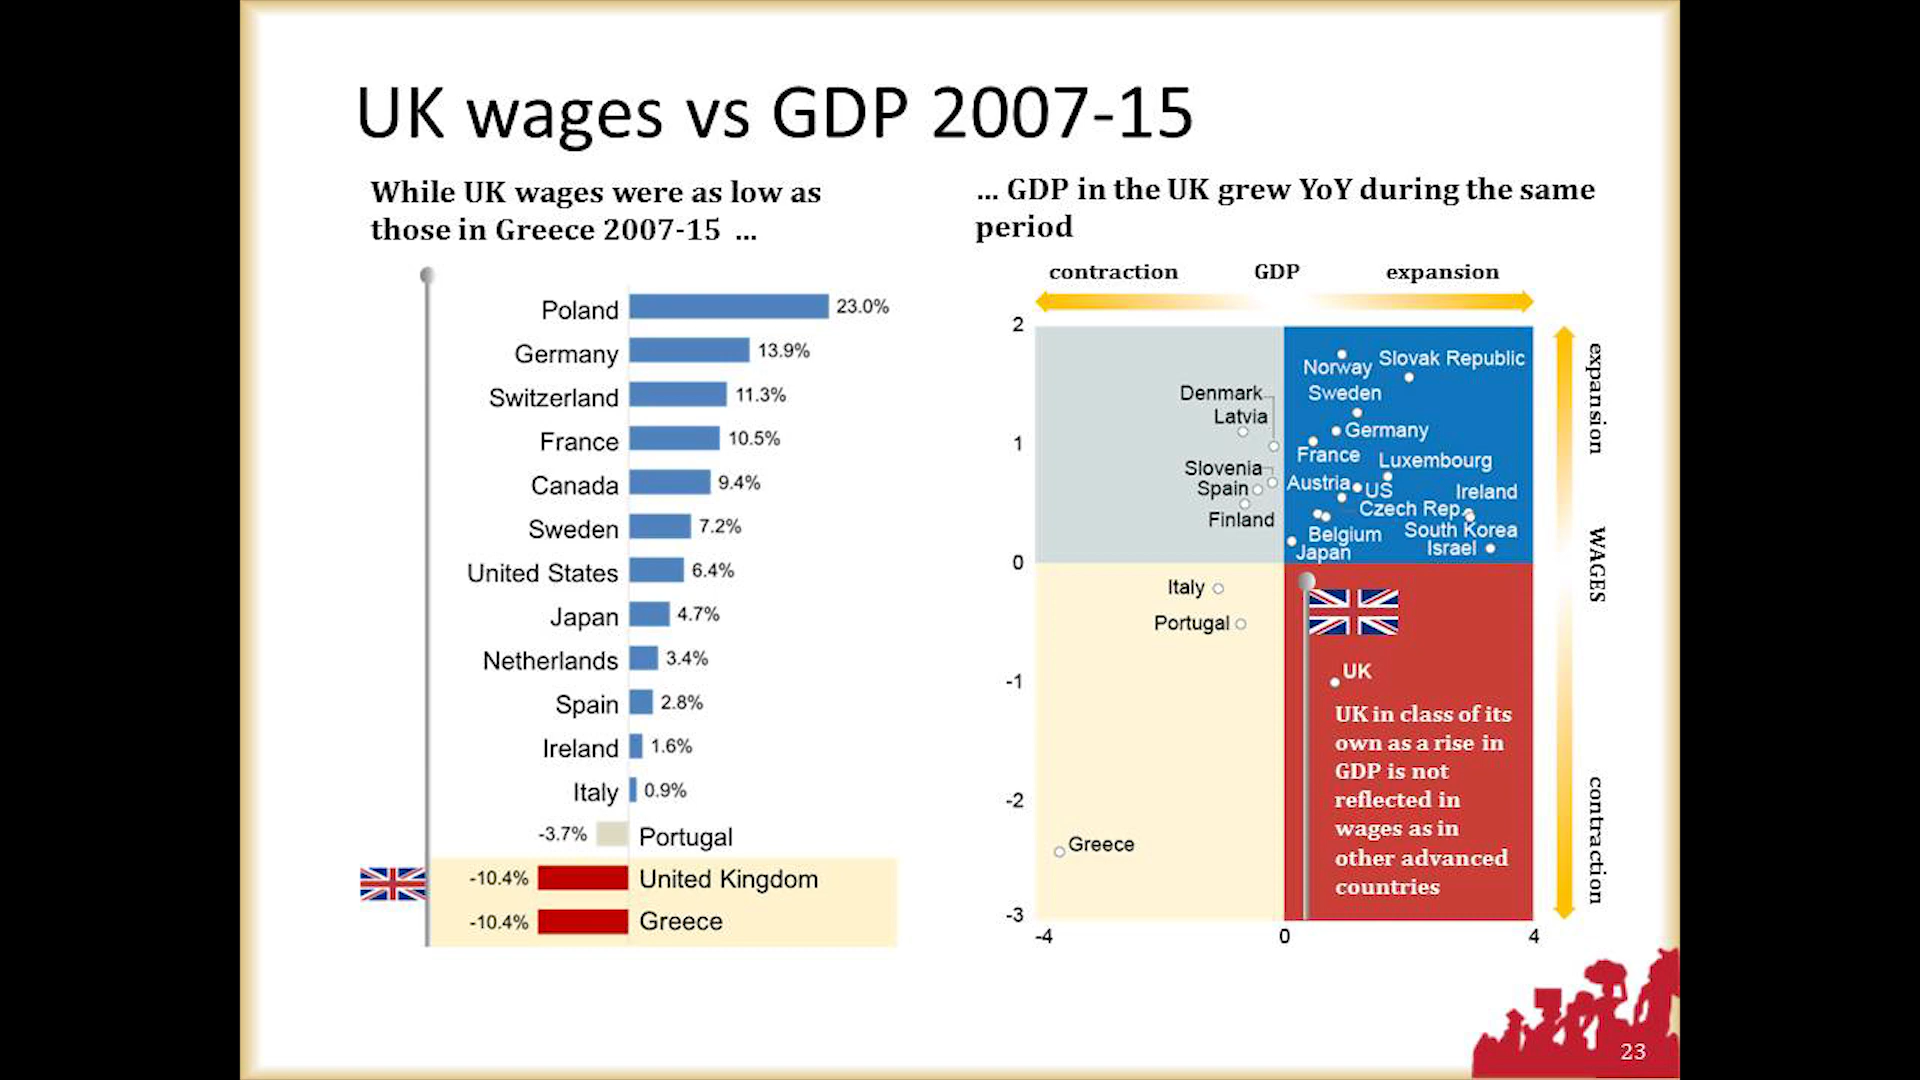 UK wages vs GDP 2007-15
While UK wages were as low as
those in Greece 2007-15 ...
Poland 23.0%
Germany 13.9%
Switzerland 11.3%
France 10.5%
Canada 9.4%
Sweden 7.2%
United States 6.4%
Japan 4.7%
Netherlands 3.4%
Spain 2.8%
Ireland 1.6%
Italy 0.9%
-3.7% Portugal
-10.4% United Kingdom
-10.4% Greece
... GDP in the UK grew YoY during the same
period
contraction GDP expansion
2
1
0
-1
-2
-3
-4 0 4
Denmark
Latvia
Slovenia
Spain
Finland
Norway
Slovak Republic
Sweden
Germany
France
Luxembourg
Austria
US
Ireland
Czech Rep.
South Korea
Belgium
Israel
Japan
Italy
Portugal
Greece
UK
UK in class of its
own as a rise in
GDP is not
reflected in
wages as in
other advanced
countries
expansion
WAGES
contraction
23